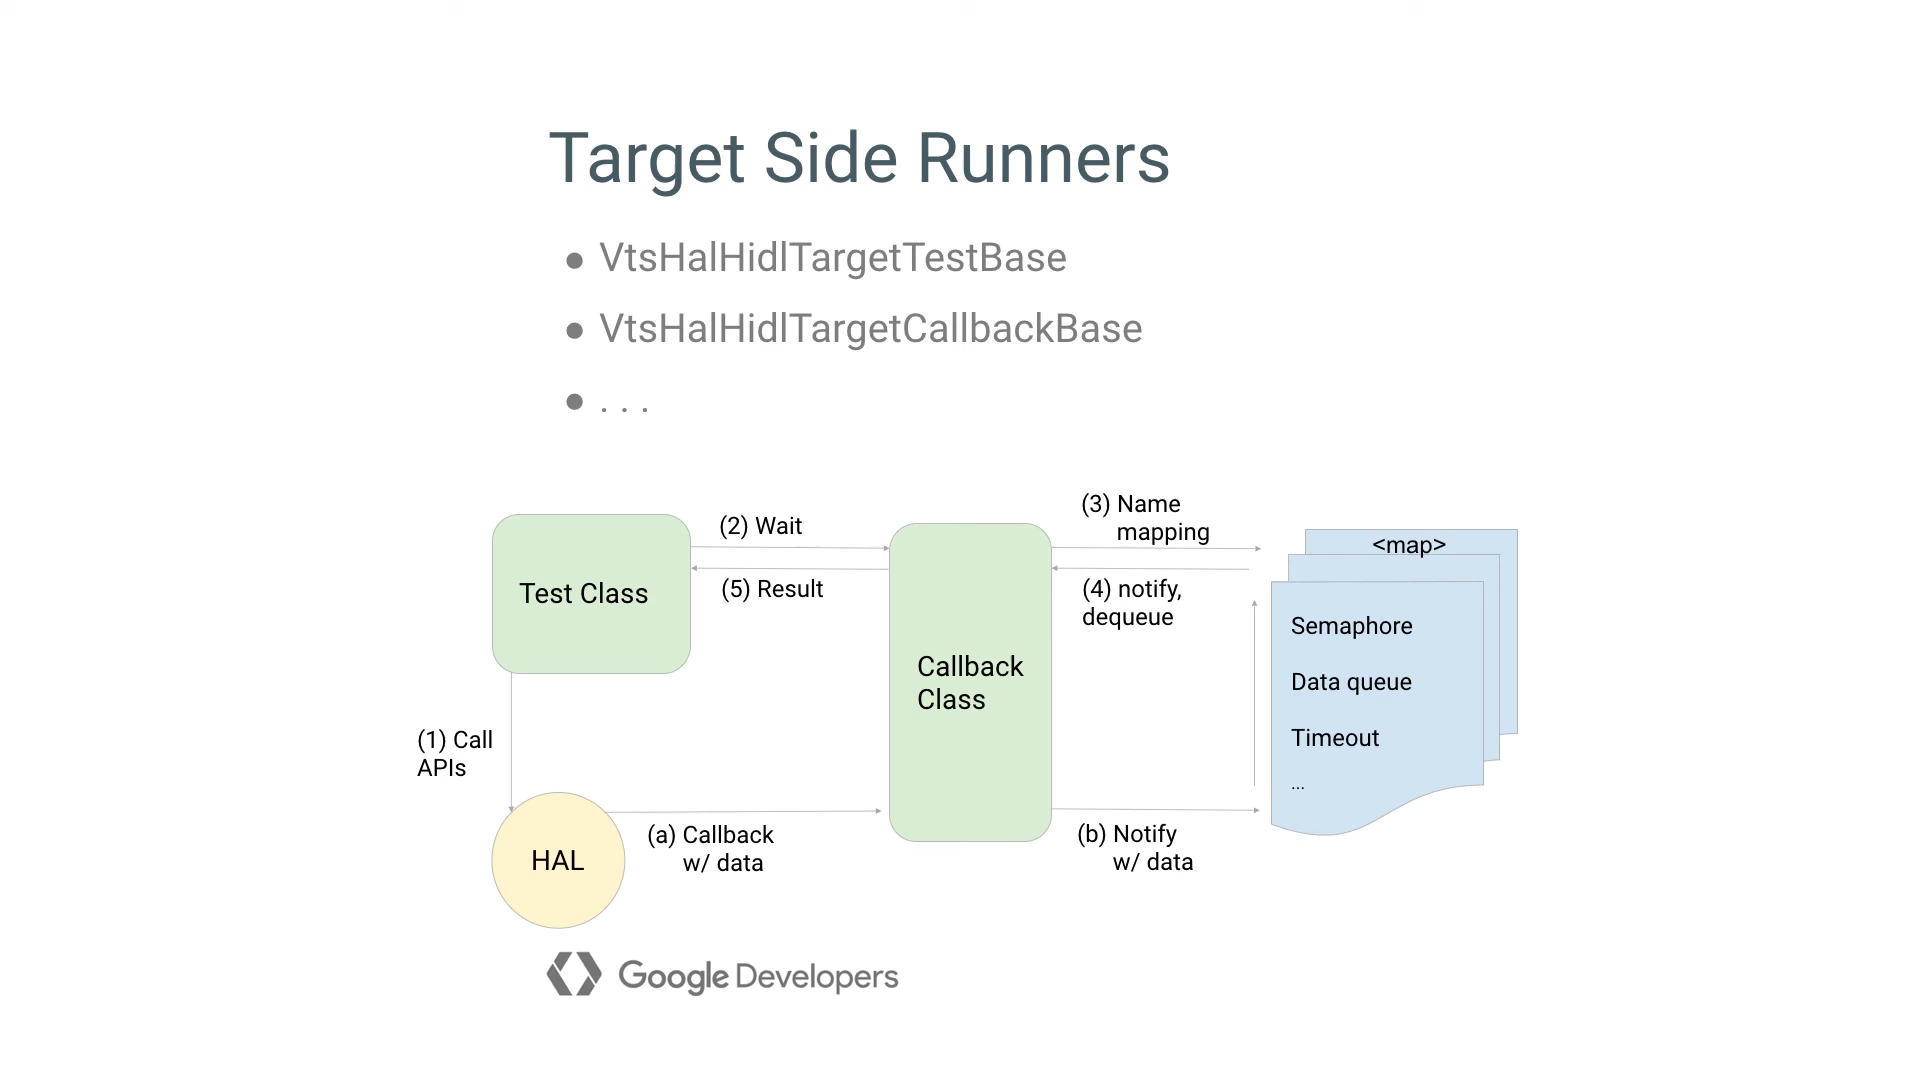 Target Side Runners
● VtsHalHidlTargetTestBase
● VtsHalHidlTargetCallbackBase
● . . .
Test Class
(2) Wait
(5) Result
Callback
Class
(3) Name
mapping
(4) notify,
dequeue
<map>
Semaphore
Data queue
Timeout
...
(1) Call
APIs
HAL
(a) Callback
w/ data
(b) Notify
w/ data
Google Developers